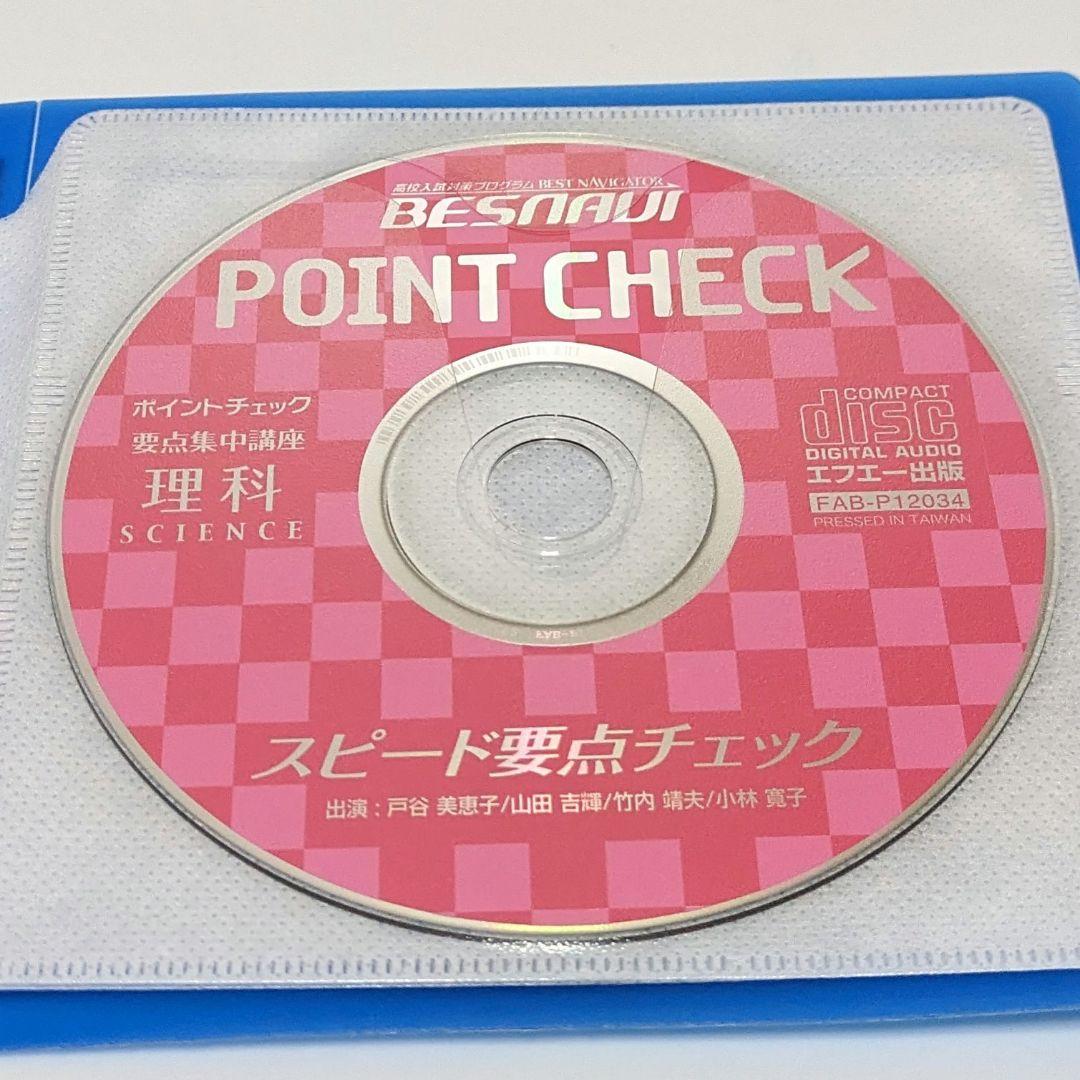 高校入試対策プログラム BEST NAVIGATOR
BESNAVI
POINT CHECK
ポイントチェック
要点集中講座
理科
SCIENCE
COMPACT
disc
DIGITAL AUDIO
エフエー出版
FAB-P12034
PRESSED IN TAIWAN
スピード要点チェック
出演:戸谷 美恵子/山田 吉輝/竹内 靖夫/小林 寛子